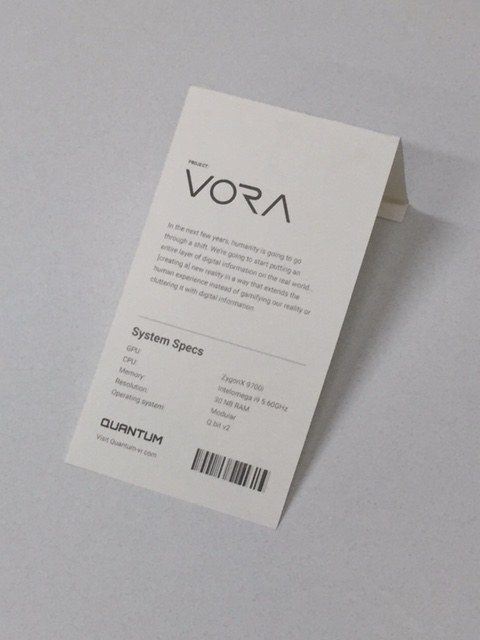 PROJECT:
VORA
In the next few years, humanity is going to go
through a shift. We're going to start putting an
entire layer of digital information on the real world..
[creating a] new reality in a way that extends the
human experience instead of gamifying our reality or
cluttering it with digital information.
System Specs
GPU: ZygonX 9700i
CPU: Intelomega i9 5.60GHz
Memory: 30 NB RAM
Resolution: Modular
Operating system: Q.bit v2
QUANTUM
Visit Quantum-vr.com